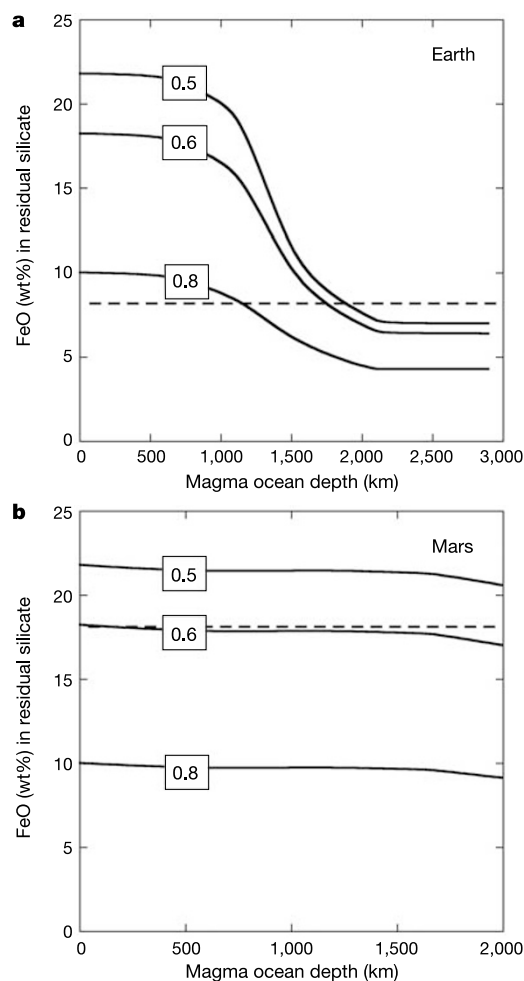 a
25
Earth
20
0.5
0.6
15
10
0.8
5
0
FeO (wt%) in residual silicate
0 500 1,000 1,500 2,000 2,500 3,000
Magma ocean depth (km)
b
25
Mars
0.5
20
0.6
15
10
0.8
5
0
FeO (wt%) in residual silicate
0 500 1,000 1,500 2,000
Magma ocean depth (km)